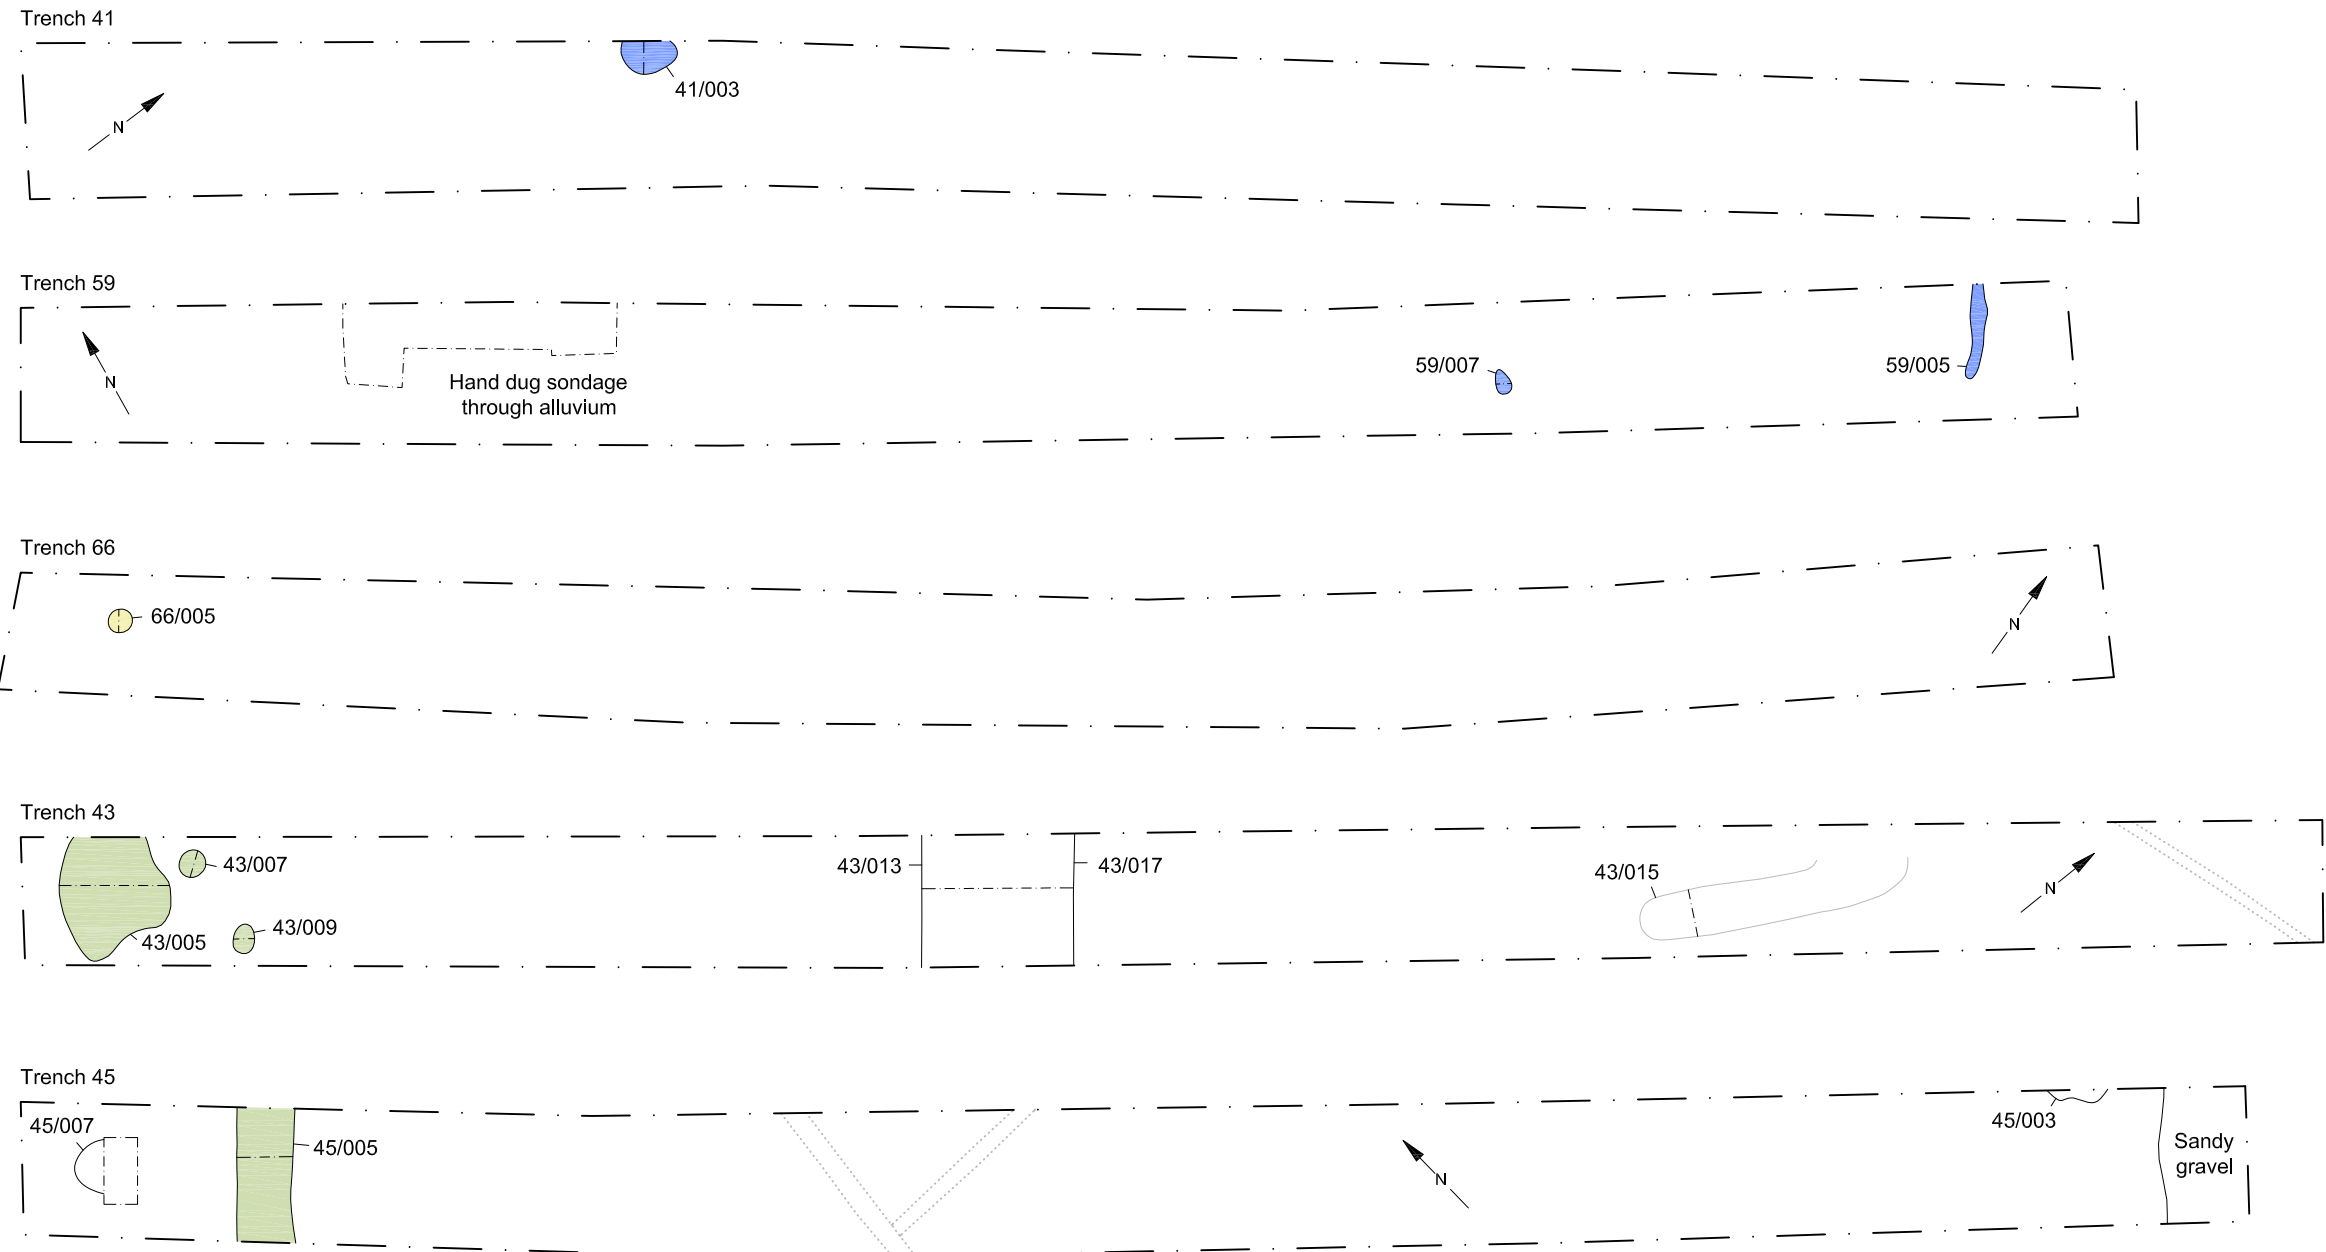 Trench 41
N
41/003
Trench 59
N
Hand dug sondage
through alluvium
59/007
59/005
Trench 66
66/005
N
Trench 43
43/007
43/009
43/005
43/013
43/017
43/015
N
Trench 45
45/007
45/005
N
45/003
Sandy
gravel